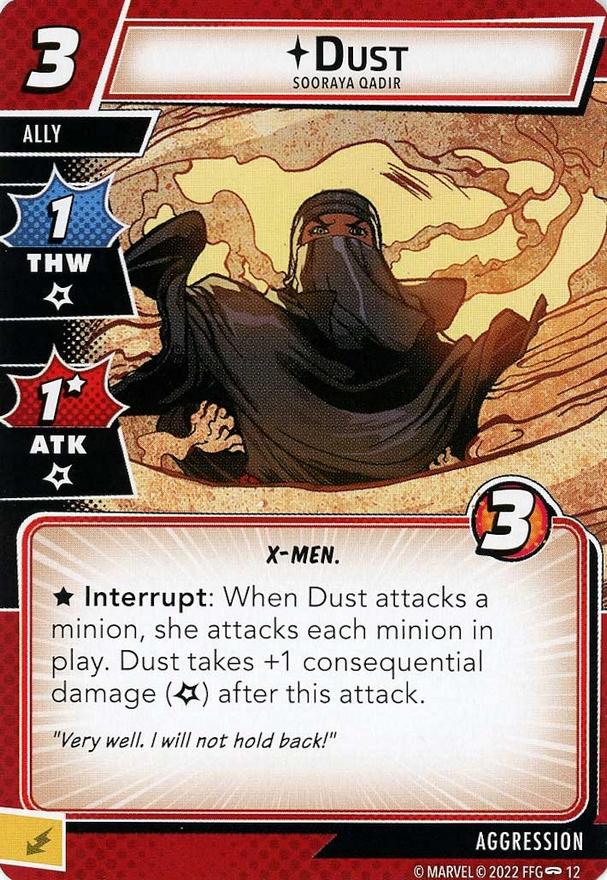 3
DUST
SOORAYA QADIR
ALLY
1
THW
1
ATK
3
X-MEN.
★ Interrupt: When Dust attacks a
minion, she attacks each minion in
play. Dust takes +1 consequential
damage () after this attack.
"Very well. I will not hold back!"
AGGRESSION
© MARVEL © 2022 FFG 12